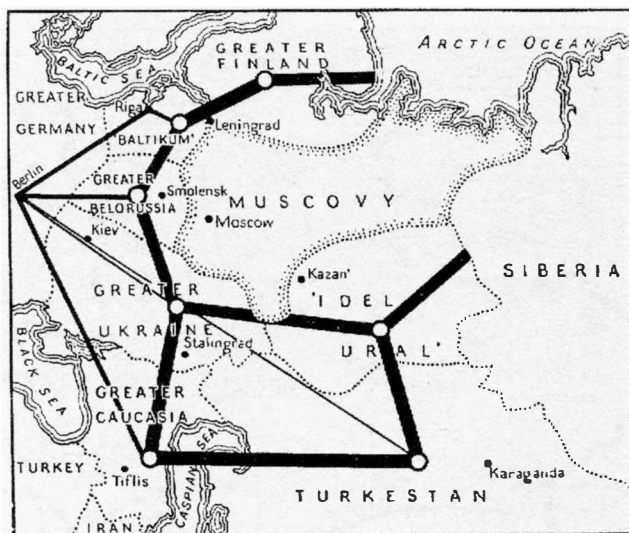 GREATER
FINLAND
ARCTIC OCEAN
BALTIC SEA
GREATER
GERMANY
Riga
'BALTIKUM'
Leningrad
Berlin
GREATER
BELORUSSIA
Smolensk
MUSCOVY
Moscow
Kiev
Kazan'
SIBERIA
GREATER
UKRAINE
'IDEL
URAL'
Stalingrad
BLACK SEA
GREATER
CAUCASIA
CASPIAN SEA
TURKEY
Tiflis
IRAN
TURKESTAN
Karaganda